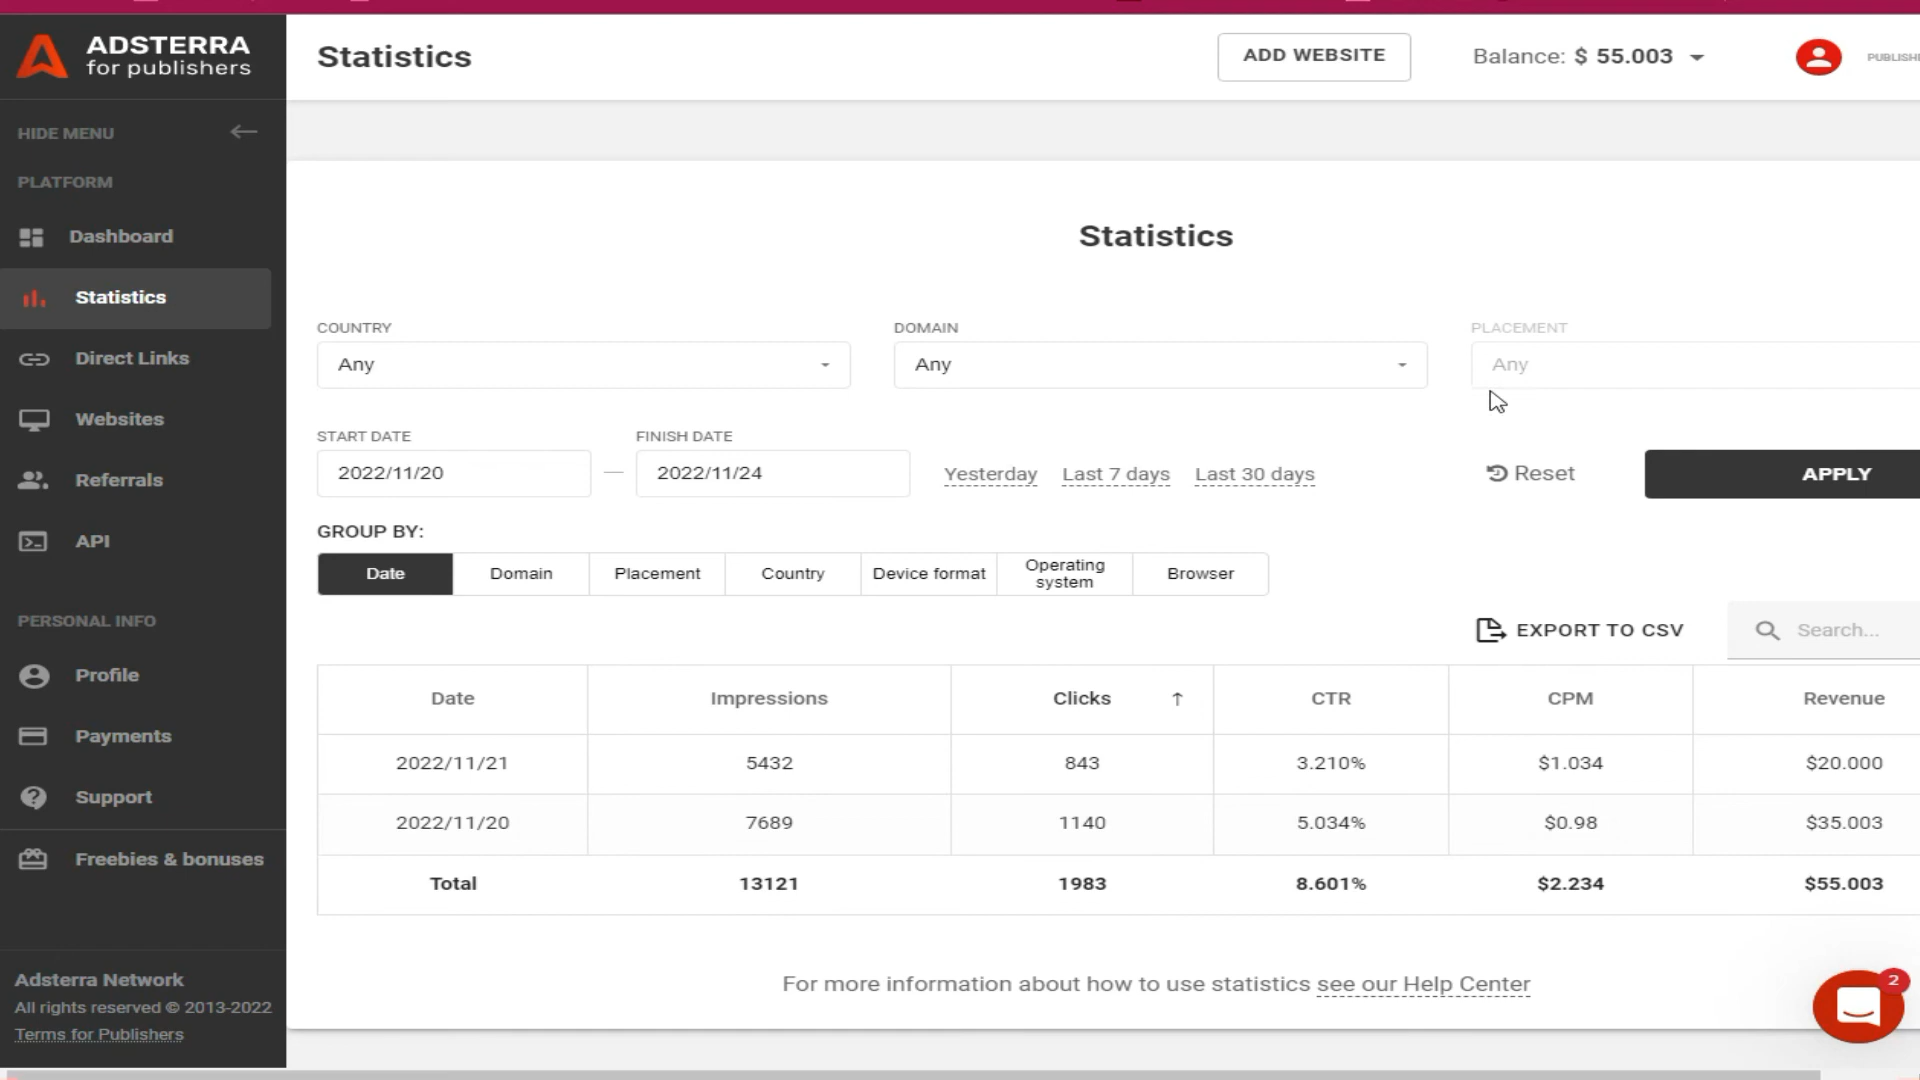 ADSTERRA
for publishers
Statistics
ADD WEBSITE
Balance: $ 55.003
HIDE MENU
PLATFORM
Dashboard
Statistics
Direct Links
Websites
Referrals
API
PERSONAL INFO
Profile
Payments
Support
Freebies & bonuses
Adsterra Network
All rights reserved © 2013-2022
Terms for Publishers
Statistics
COUNTRY DOMAIN PLACEMENT
Any Any Any
START DATE FINISH DATE
2022/11/20 — 2022/11/24 Yesterday Last 7 days Last 30 days Reset APPLY
GROUP BY:
Date Domain Placement Country Device format Operating system Browser
EXPORT TO CSV Search...
Date Impressions Clicks ↑ CTR CPM Revenue
2022/11/21 5432 843 3.210% $1.034 $20.000
2022/11/20 7689 1140 5.034% $0.98 $35.003
Total 13121 1983 8.601% $2.234 $55.003
For more information about how to use statistics see our Help Center
2